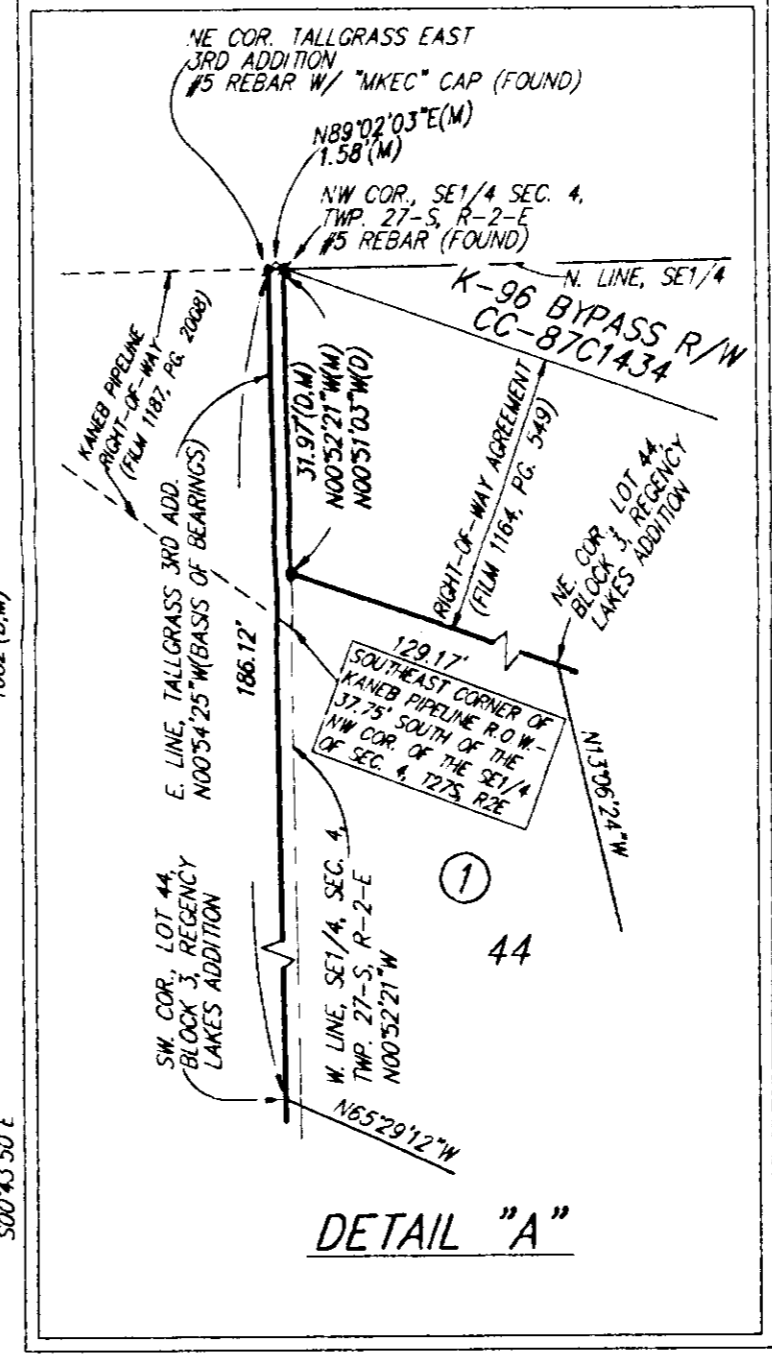 NE COR. TALLGRASS EAST
3RD ADDITION
#5 REBAR W/ "MKEC" CAP (FOUND)
N89°02'03"E(M)
1.58'(M)
NW COR., SE1/4 SEC. 4,
TWP. 27-S, R-2-E
#5 REBAR (FOUND)
N. LINE, SE1/4
K-96 BYPASS R/W
CC-87C1434
KANEB PIPELINE
RIGHT-OF-WAY
(FILM 1187, PG. 2008)
31.97'(D,M)
N00°52'21"W(M)
N00°51'03"W(D)
RIGHT-OF-WAY AGREEMENT
(FILM 1164, PG. 549)
NE. COR., LOT 44,
BLOCK 3, REGENCY
LAKES ADDITION
E. LINE, TALLGRASS 3RD ADD.
N00°54'25"W(BASIS OF BEARINGS)
186.12'
129.17'
SOUTHEAST CORNER OF
KANEB PIPELINE R.O.W.-
37.75' SOUTH OF THE
NW COR. OF THE SE1/4
OF SEC. 4, T27S, R2E
N13°06'24"W
1
44
SW. COR., LOT 44,
BLOCK 3, REGENCY
LAKES ADDITION
W. LINE, SE1/4, SEC. 4,
TWP. 27-S, R-2-E
N00°52'21"W
N65°29'12"W
DETAIL "A"
(D,M)
S00°43'50"E